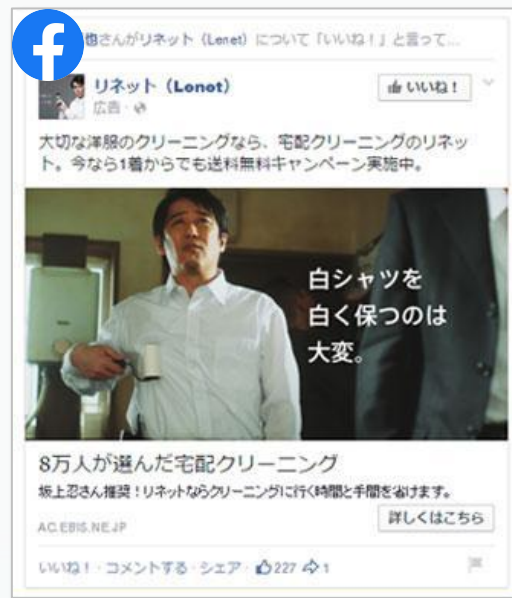 也さんがリネット（Lenet）について「いいね！」と言って...
リネット（Lenet）
いいね！
広告・
大切な洋服のクリーニングなら、宅配クリーニングのリネッ
ト。今なら1着からでも送料無料キャンペーン実施中。
白シャツを
白く保つのは
大変。
8万人が選んだ宅配クリーニング
坂上忍さん推奨！リネットならクリーニングに行く時間と手間を省けます。
AC.EBIS.NE.JP
詳しくはこちら
いいね！・コメントする・シェア・227 1